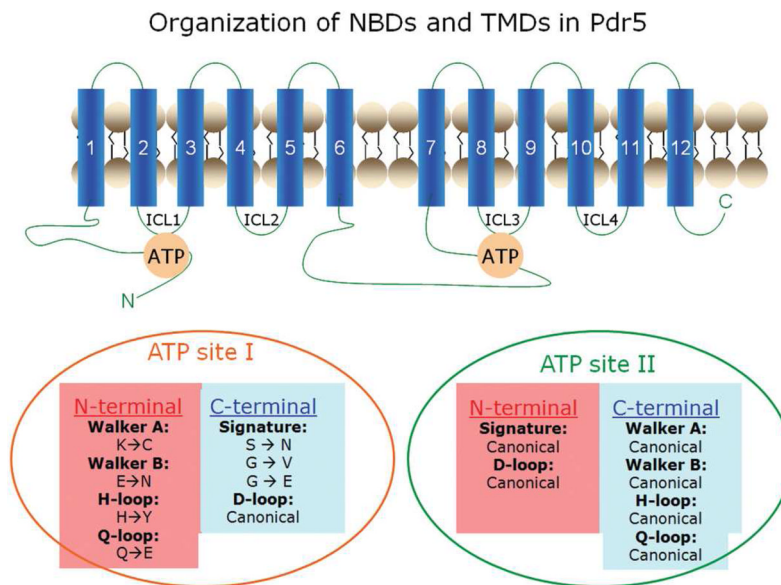 Organization of NBDs and TMDs in Pdr5
1 2 3 4 5 6 7 8 9 10 11 12
ICL1 ICL2 ICL3 ICL4 C
ATP ATP
N
ATP site I
N-terminal
Walker A:
K→C
Walker B:
E→N
H-loop:
H→Y
Q-loop:
Q→E
C-terminal
Signature:
S → N
G → V
G → E
D-loop:
Canonical
ATP site II
N-terminal
Signature:
Canonical
D-loop:
Canonical
C-terminal
Walker A:
Canonical
Walker B:
Canonical
H-loop:
Canonical
Q-loop:
Canonical